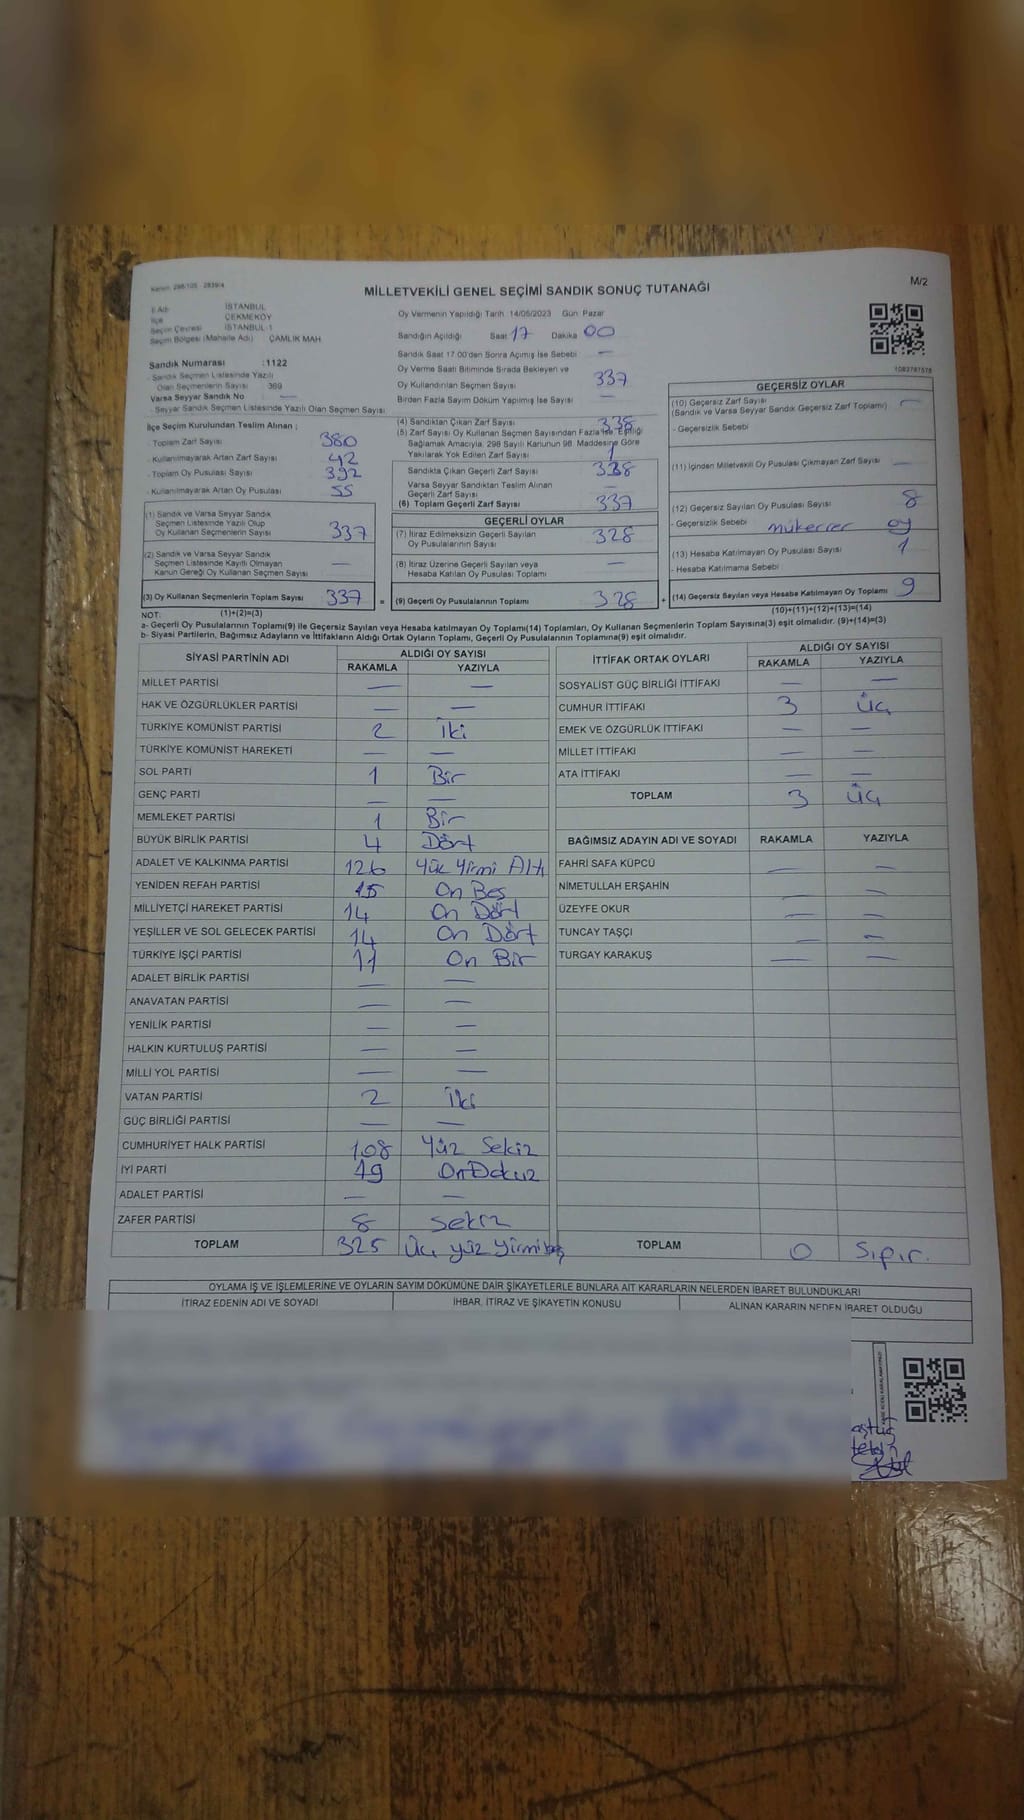 Kanun: 298/105 2839/4
MİLLETVEKİLİ GENEL SEÇİMİ SANDIK SONUÇ TUTANAĞI
M/2
İl Adı İSTANBUL
İlçe ÇEKMEKÖY
Seçim Çevresi İSTANBUL-1
Seçim Bölgesi (Mahalle Adı) ÇAMLIK MAH
Sandık Numarası :1122
- Sandık Seçmen Listesinde Yazılı
Olan Seçmenlerin Sayısı 369
Varsa Seyyar Sandık No —
- Seyyar Sandık Seçmen Listesinde Yazılı Olan Seçmen Sayısı
Oy Vermenin Yapıldığı Tarih 14/05/2023 Gün Pazar
Sandığın Açıldığı Saat 17 Dakika 00
Sandık Saat 17.00'den Sonra Açılmış İse Sebebi —
Oy Verme Saati Bitiminde Sırada Bekleyen ve
Oy Kullandırılan Seçmen Sayısı 337
Birden Fazla Sayım Döküm Yapılmış İse Sayısı —
İlçe Seçim Kurulundan Teslim Alınan ;
- Toplam Zarf Sayısı 380
- Kullanılmayarak Artan Zarf Sayısı 42
- Toplam Oy Pusulası Sayısı 392
- Kullanılmayarak Artan Oy Pusulası 55
(1) Sandık ve Varsa Seyyar Sandık
Seçmen Listesinde Yazılı Olup
Oy Kullanan Seçmen Sayısı 337
(2) Sandık ve Varsa Seyyar Sandık
Seçmen Listesinde Kayıtlı Olmayan
Kanun Gereği Oy Kullanan Seçmen Sayısı —
(3) Oy Kullanan Seçmenlerin Toplam Sayısı 337
(4) Sandıktan Çıkan Zarf Sayısı 338
(5) Zarf Sayısı Oy Kullanan Seçmen Sayısından Fazla İse, Eşitliği
Sağlamak Amacıyla, 298 Sayılı Kanunun 98. Maddesine Göre
Yakılarak Yok Edilen Zarf Sayısı 1
Sandıkta Çıkan Geçerli Zarf Sayısı 338
Varsa Seyyar Sandıktan Teslim Alınan
Geçerli Zarf Sayısı —
(6) Toplam Geçerli Zarf Sayısı 337
GEÇERLİ OYLAR
(7) İtiraz Edilmeksizin Geçerli Sayılan
Oy Pusulalarının Sayısı 328
(8) İtiraz Üzerine Geçerli Sayılan veya
Hesaba Katılan Oy Pusulası Toplamı —
= (9) Geçerli Oy Pusulalarının Toplamı 328 +
1083787578
GEÇERSİZ OYLAR
(10) Geçersiz Zarf Sayısı —
(Sandık ve Varsa Seyyar Sandık Geçersiz Zarf Toplamı)
- Geçersizlik Sebebi
(11) İçinden Milletvekili Oy Pusulası Çıkmayan Zarf Sayısı —
(12) Geçersiz Sayılan Oy Pusulası Sayısı 8
- Geçersizlik Sebebi mükerrer oy
(13) Hesaba Katılmayan Oy Pusulası Sayısı 1
- Hesaba Katılmama Sebebi
(14) Geçersiz Sayılan veya Hesaba Katılmayan Oy Toplamı 9
NOT: (1)+(2)=(3)
(10)+(11)+(12)+(13)=(14)
a- Geçerli Oy Pusulalarının Toplamı(9) ile Geçersiz Sayılan veya Hesaba katılmayan Oy Toplamı(14) Toplamları, Oy Kullanan Seçmenlerin Toplam Sayısına(3) eşit olmalıdır. (9)+(14)=(3)
b- Siyasi Partilerin, Bağımsız Adayların ve İttifakların Aldığı Ortak Oyların Toplamı, Geçerli Oy Pusulalarının Toplamına(9) eşit olmalıdır.
SİYASİ PARTİNİN ADI ALDIĞI OY SAYISI
RAKAMLA YAZIYLA
MİLLET PARTİSİ — —
HAK VE ÖZGÜRLÜKLER PARTİSİ — —
TÜRKİYE KOMÜNİST PARTİSİ 2 İki
TÜRKİYE KOMÜNİST HAREKETİ — —
SOL PARTİ 1 Bir
GENÇ PARTİ — —
MEMLEKET PARTİSİ 1 Bir
BÜYÜK BİRLİK PARTİSİ 4 Dört
ADALET VE KALKINMA PARTİSİ 126 Yüz Yirmi Altı
YENİDEN REFAH PARTİSİ 15 On Beş
MİLLİYETÇİ HAREKET PARTİSİ 14 On Dört
YEŞİLLER VE SOL GELECEK PARTİSİ 14 On Dört
TÜRKİYE İŞÇİ PARTİSİ 11 On Bir
ADALET BİRLİK PARTİSİ — —
ANAVATAN PARTİSİ — —
YENİLİK PARTİSİ — —
HALKIN KURTULUŞ PARTİSİ — —
MİLLİ YOL PARTİSİ — —
VATAN PARTİSİ 2 İki
GÜÇ BİRLİĞİ PARTİSİ — —
CUMHURİYET HALK PARTİSİ 108 Yüz Sekiz
İYİ PARTİ 19 OnDokuz
ADALET PARTİSİ — —
ZAFER PARTİSİ 8 Sekiz
TOPLAM 325 Üç yüz Yirmi beş
İTTİFAK ORTAK OYLARI ALDIĞI OY SAYISI
RAKAMLA YAZIYLA
SOSYALİST GÜÇ BİRLİĞİ İTTİFAKI — —
CUMHUR İTTİFAKI 3 Üç
EMEK VE ÖZGÜRLÜK İTTİFAKI — —
MİLLET İTTİFAKI — —
ATA İTTİFAKI — —
TOPLAM 3 Üç
BAĞIMSIZ ADAYIN ADI VE SOYADI RAKAMLA YAZIYLA
FAHRİ SAFA KÜPCÜ — —
NİMETULLAH ERŞAHİN — —
ÜZEYFE OKUR — —
TUNCAY TAŞÇI — —
TURGAY KARAKUŞ — —
TOPLAM 0 Sıfır.
OYLAMA İŞ VE İŞLEMLERİNE VE OYLARIN SAYIM DÖKÜMÜNE DAİR ŞİKAYETLERLE BUNLARA AİT KARARLARIN NELERDEN İBARET BULUNDUKLARI
İTİRAZ EDENİN ADI VE SOYADI İHBAR, İTİRAZ VE ŞİKAYETİN KONUSU ALINAN KARARIN NEDEN İBARET OLDUĞU